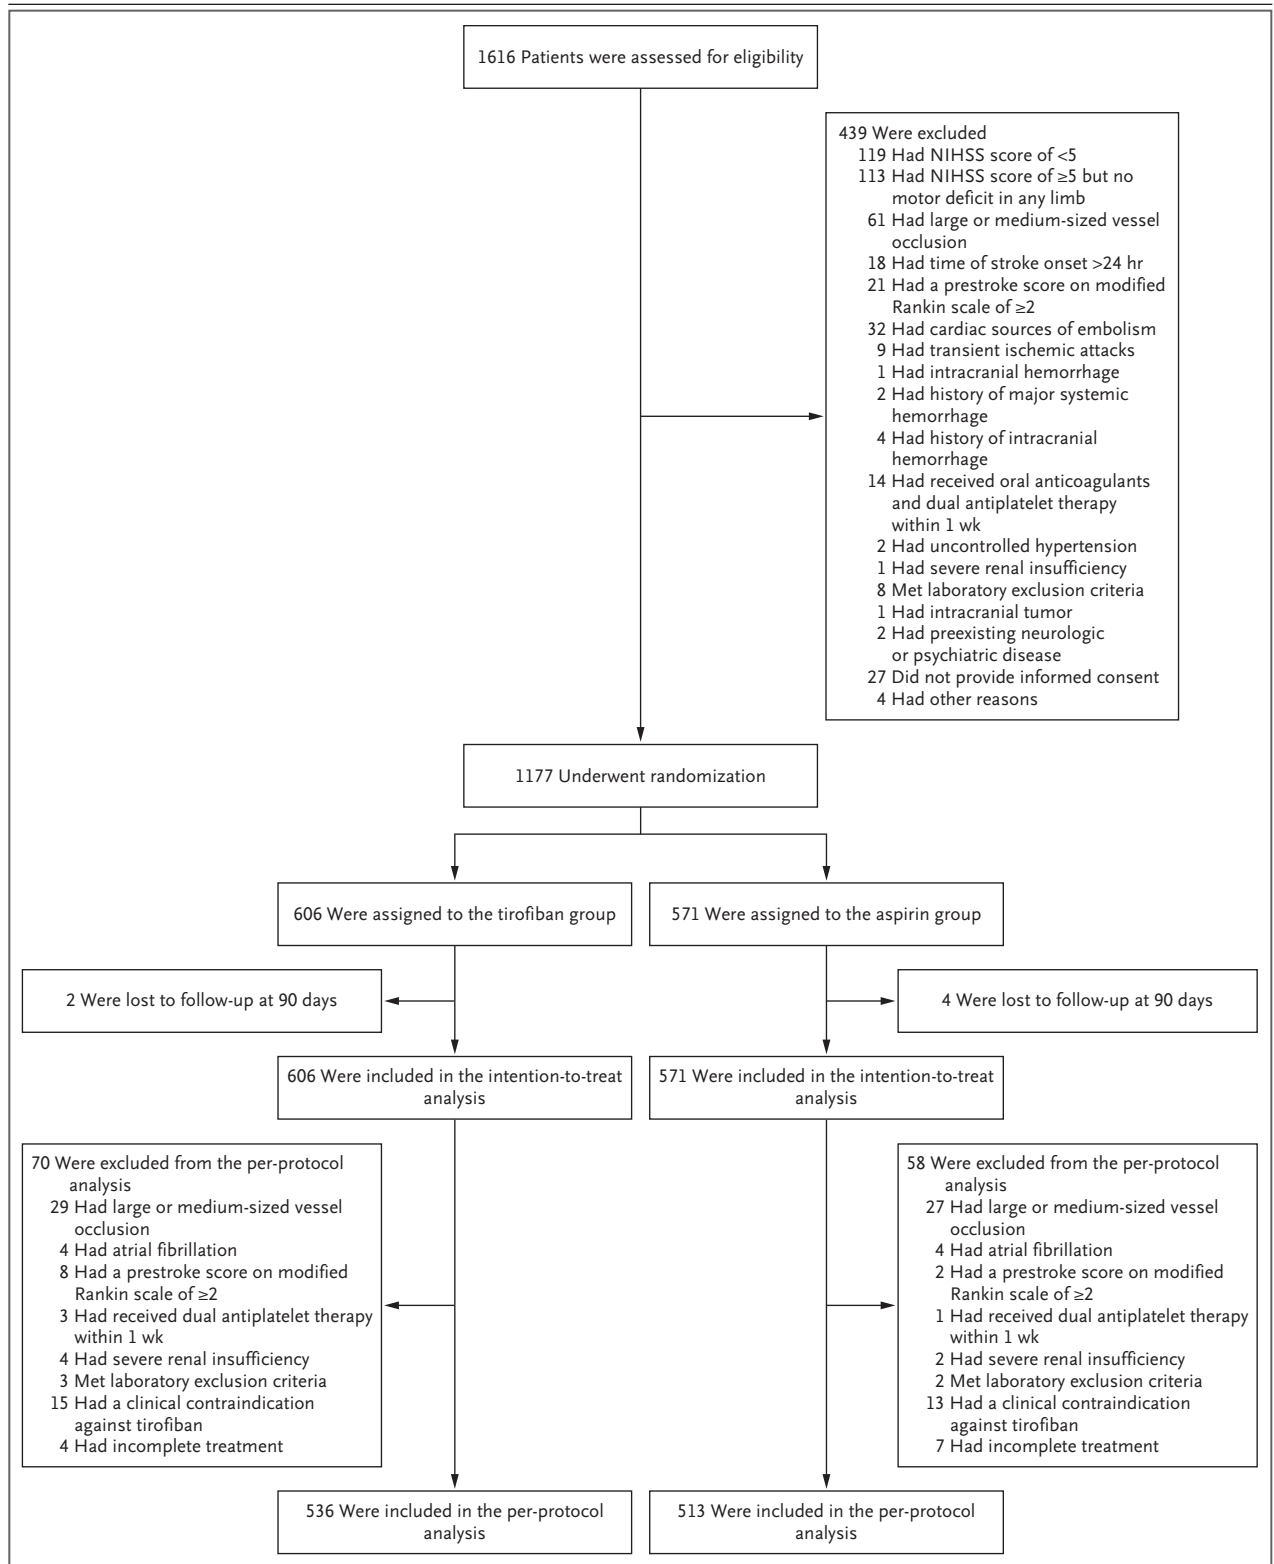 1616 Patients were assessed for eligibility
439 Were excluded
119 Had NIHSS score of <5
113 Had NIHSS score of ≥5 but no
motor deficit in any limb
61 Had large or medium-sized vessel
occlusion
18 Had time of stroke onset >24 hr
21 Had a prestroke score on modified
Rankin scale of ≥2
32 Had cardiac sources of embolism
9 Had transient ischemic attacks
1 Had intracranial hemorrhage
2 Had history of major systemic
hemorrhage
4 Had history of intracranial
hemorrhage
14 Had received oral anticoagulants
and dual antiplatelet therapy
within 1 wk
2 Had uncontrolled hypertension
1 Had severe renal insufficiency
8 Met laboratory exclusion criteria
1 Had intracranial tumor
2 Had preexisting neurologic
or psychiatric disease
27 Did not provide informed consent
4 Had other reasons
1177 Underwent randomization
606 Were assigned to the tirofiban group
571 Were assigned to the aspirin group
2 Were lost to follow-up at 90 days
4 Were lost to follow-up at 90 days
606 Were included in the intention-to-treat
analysis
571 Were included in the intention-to-treat
analysis
70 Were excluded from the per-protocol
analysis
29 Had large or medium-sized vessel
occlusion
4 Had atrial fibrillation
8 Had a prestroke score on modified
Rankin scale of ≥2
3 Had received dual antiplatelet therapy
within 1 wk
4 Had severe renal insufficiency
3 Met laboratory exclusion criteria
15 Had a clinical contraindication
against tirofiban
4 Had incomplete treatment
58 Were excluded from the per-protocol
analysis
27 Had large or medium-sized vessel
occlusion
4 Had atrial fibrillation
2 Had a prestroke score on modified
Rankin scale of ≥2
1 Had received dual antiplatelet therapy
within 1 wk
2 Had severe renal insufficiency
2 Met laboratory exclusion criteria
13 Had a clinical contraindication
against tirofiban
7 Had incomplete treatment
536 Were included in the per-protocol
analysis
513 Were included in the per-protocol
analysis